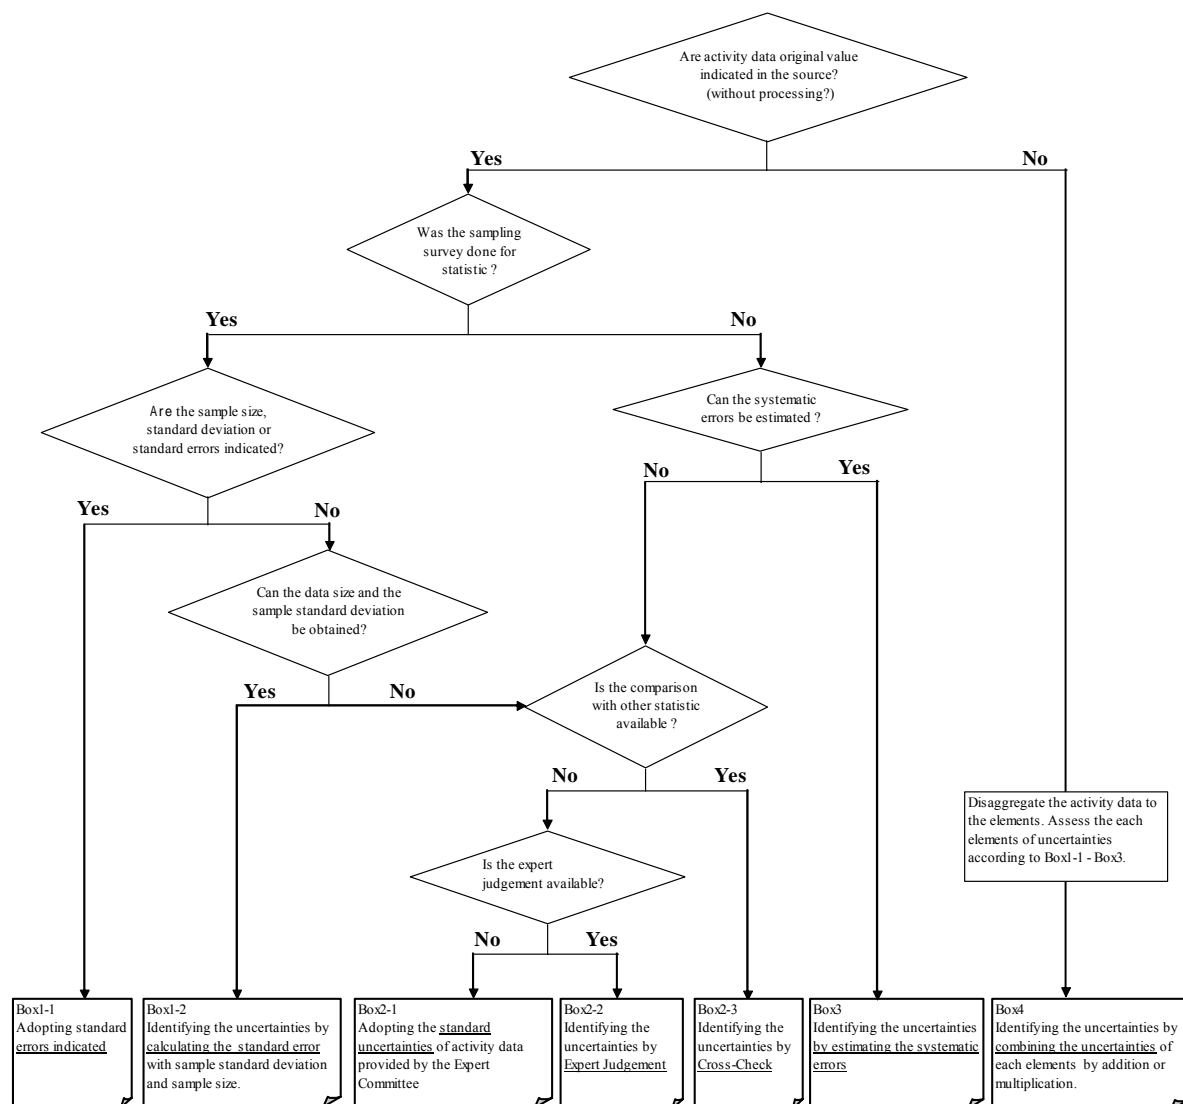 Are activity data original value
indicated in the source?
(without processing?)
Yes
No
Was the sampling
survey done for
statistic ?
Yes
No
Are the sample size,
standard deviation or
standard errors indicated?
Can the systematic
errors be estimated ?
No
Yes
Yes
No
Can the data size and the
sample standard deviation
be obtained?
Yes
No
Is the comparison
with other statistic
available ?
No
Yes
Disaggregate the activity data to
the elements. Assess the each
elements of uncertainties
according to Box1-1 - Box3.
Is the expert
judgement available?
No
Yes
Box1-1
Adopting standard
errors indicated
Box1-2
Identifying the uncertainties by
calculating the standard error
with sample standard deviation
and sample size.
Box2-1
Adopting the standard
uncertainties of activity data
provided by the Expert
Committee
Box2-2
Identifying the
uncertainties by
Expert Judgement
Box2-3
Identifying the
uncertainties by
Cross-Check
Box3
Identifying the uncertainties
by estimating the systematic
errors
Box4
Identifying the uncertainties by
combining the uncertainties of
each elements by addition or
multiplication.